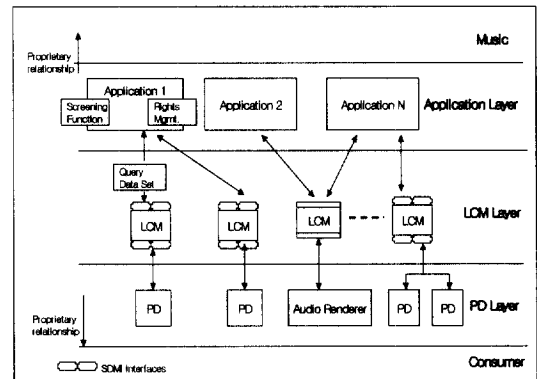 Music
Proprietary
relationship
Application 1
Screening
Function
Rights
Mgmt.
Application 2
Application N
Application Layer
Query
Data Set
LCM
LCM
LCM
LCM
LCM Layer
PD
PD
Audio Renderer
PD
PD
PD Layer
Proprietary
relationship
SDMI Interfaces
Consumer